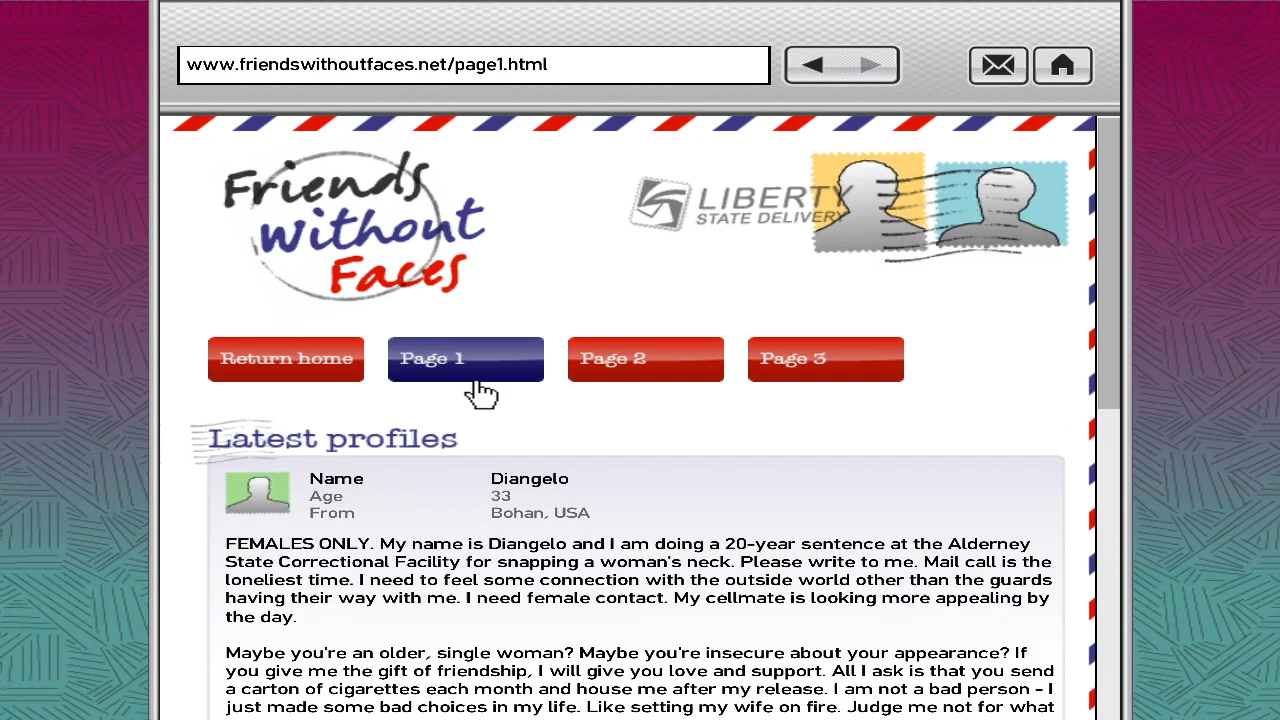 www.friendswithoutfaces.net/page1.html
Friends
without
Faces
LIBERTY
STATE DELIVERY
Return home
Page 1
Page 2
Page 3
Latest profiles
Name Diangelo
Age 33
From Bohan, USA
FEMALES ONLY. My name is Diangelo and I am doing a 20-year sentence at the Alderney
State Correctional Facility for snapping a woman's neck. Please write to me. Mail call is the
loneliest time. I need to feel some connection with the outside world other than the guards
having their way with me. I need female contact. My cellmate is looking more appealing by
the day.
Maybe you're an older, single woman? Maybe you're insecure about your appearance? If
you give me the gift of friendship, I will give you love and support. All I ask is that you send
a carton of cigarettes each month and house me after my release. I am not a bad person - I
just made some bad choices in my life. Like setting my wife on fire. Judge me not for what